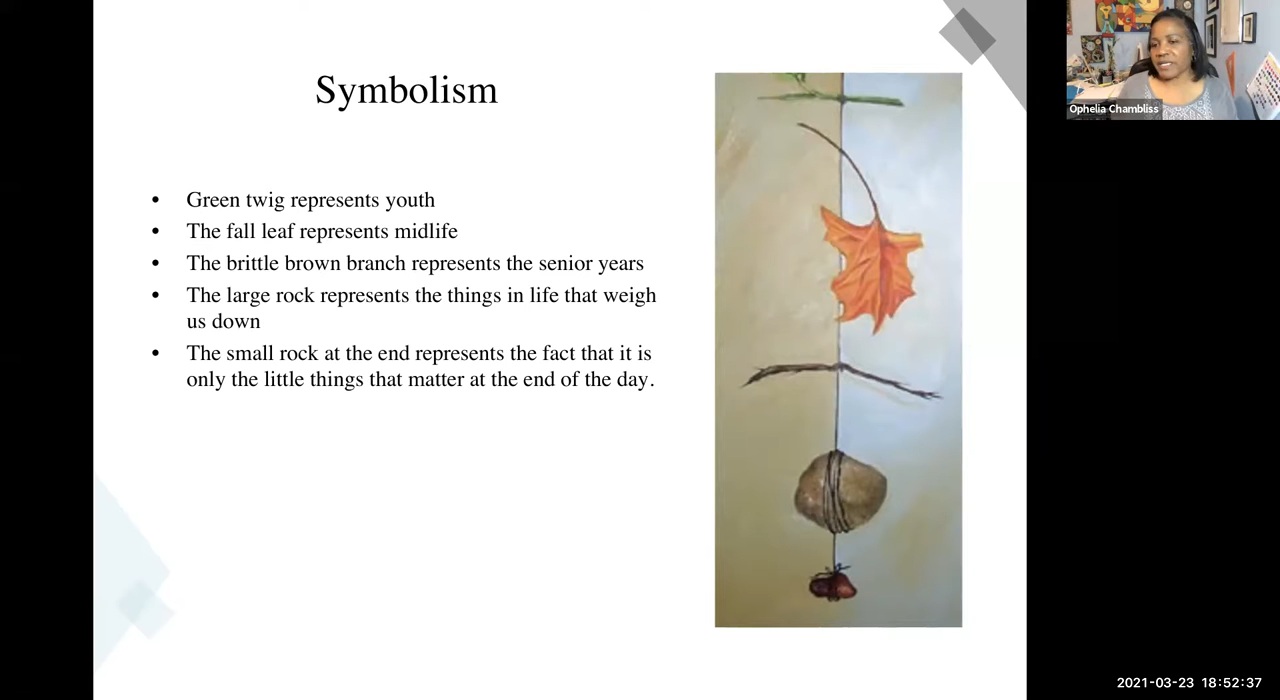 Symbolism
• Green twig represents youth
• The fall leaf represents midlife
• The brittle brown branch represents the senior years
• The large rock represents the things in life that weigh
us down
• The small rock at the end represents the fact that it is
only the little things that matter at the end of the day.
Ophelia Chambliss
2021-03-23 18:52:37